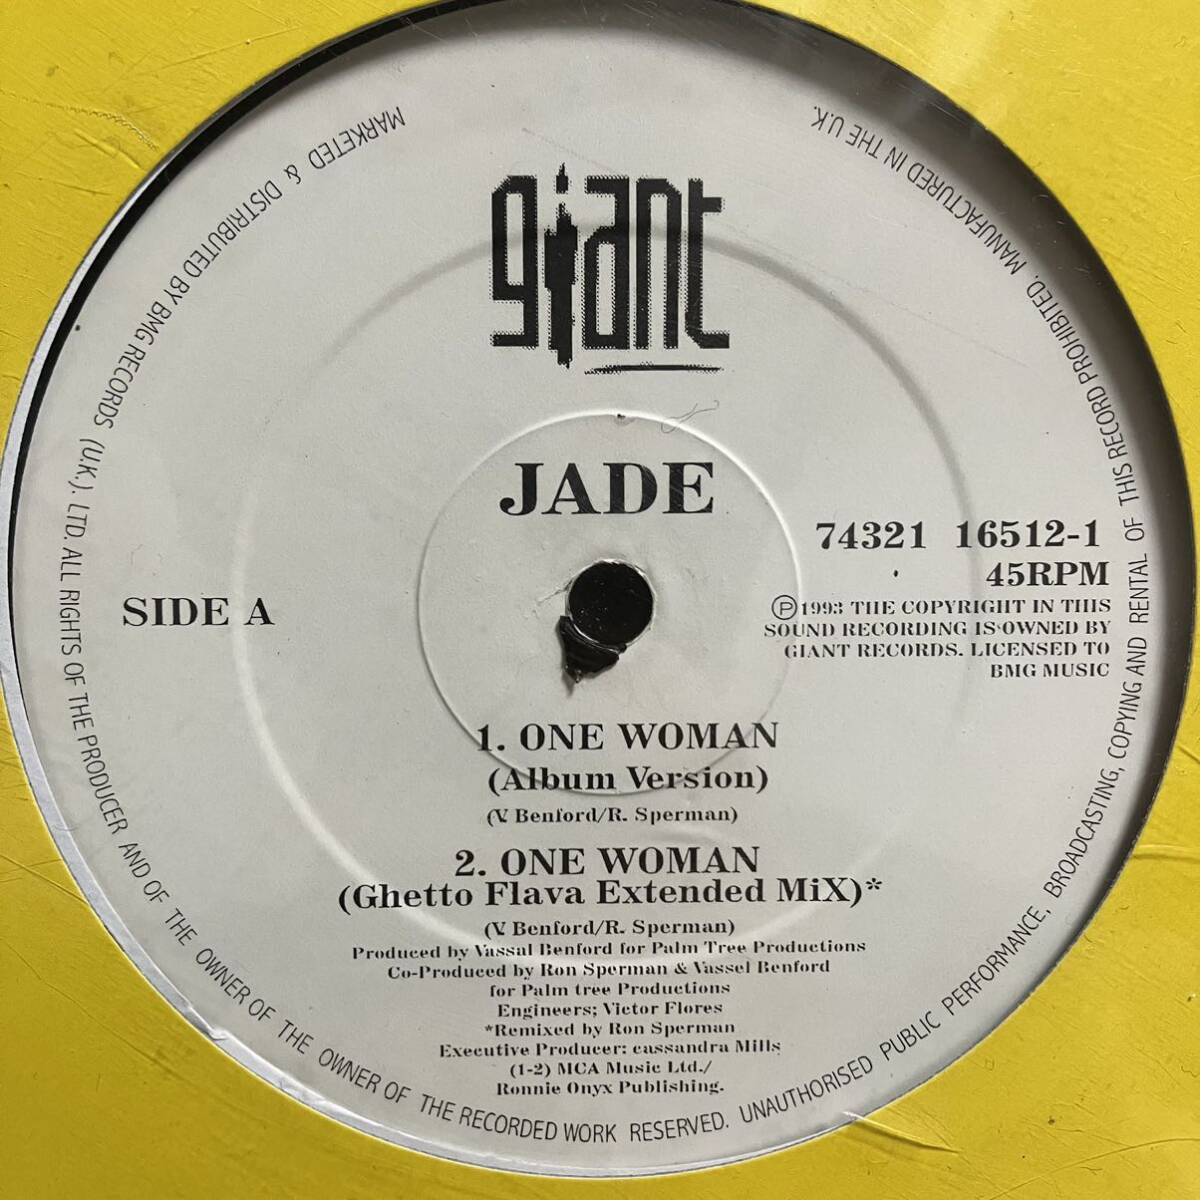 giant
JADE
74321 16512-1
45RPM
SIDE A
Ⓟ1993 THE COPYRIGHT IN THIS
SOUND RECORDING IS OWNED BY
GIANT RECORDS. LICENSED TO
BMG MUSIC
1. ONE WOMAN
(Album Version)
(V. Benford/R. Sperman)
2. ONE WOMAN
(Ghetto Flava Extended MiX)*
(V. Benford/R. Sperman)
Produced by Vassal Benford for Palm Tree Productions
Co-Produced by Ron Sperman & Vassel Benford
for Palm tree Productions
Engineers; Victor Flores
*Remixed by Ron Sperman
Executive Producer: cassandra Mills
(1-2) MCA Music Ltd./
Ronnie Onyx Publishing.
MARKETED & DISTRIBUTED BY BMG RECORDS (U.K.). LTD. ALL RIGHTS OF THE PRODUCER AND OF THE OWNER OF THE OWNER OF THE RECORDED WORK RESERVED. UNAUTHORISED PUBLIC PERFORMANCE, BROADCASTING, COPYING AND RENTAL OF THIS RECORD PROHIBITED. MANUFACTURED IN THE U.K.